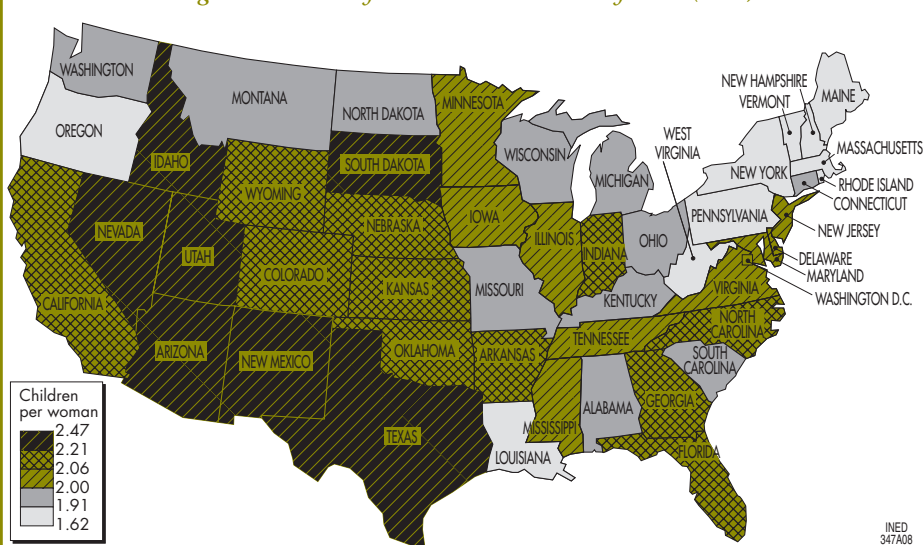 WASHINGTON
MONTANA
NORTH DAKOTA
MINNESOTA
OREGON
IDAHO
SOUTH DAKOTA
WISCONSIN
MICHIGAN
WEST
VIRGINIA
NEW HAMPSHIRE
VERMONT
MAINE
MASSACHUSETTS
NEW YORK
RHODE ISLAND
CONNECTICUT
WYOMING
NEBRASKA
IOWA
PENNSYLVANIA
NEW JERSEY
NEVADA
UTAH
COLORADO
KANSAS
ILLINOIS
INDIANA
OHIO
DELAWARE
MARYLAND
WASHINGTON D.C.
CALIFORNIA
MISSOURI
KENTUCKY
VIRGINIA
NORTH
CAROLINA
ARIZONA
NEW MEXICO
OKLAHOMA
ARKANSAS
TENNESSEE
SOUTH
CAROLINA
TEXAS
LOUISIANA
MISSISSIPPI
ALABAMA
GEORGIA
FLORIDA
Children
per woman
2.47
2.21
2.06
2.00
1.91
1.62
INED
347A08